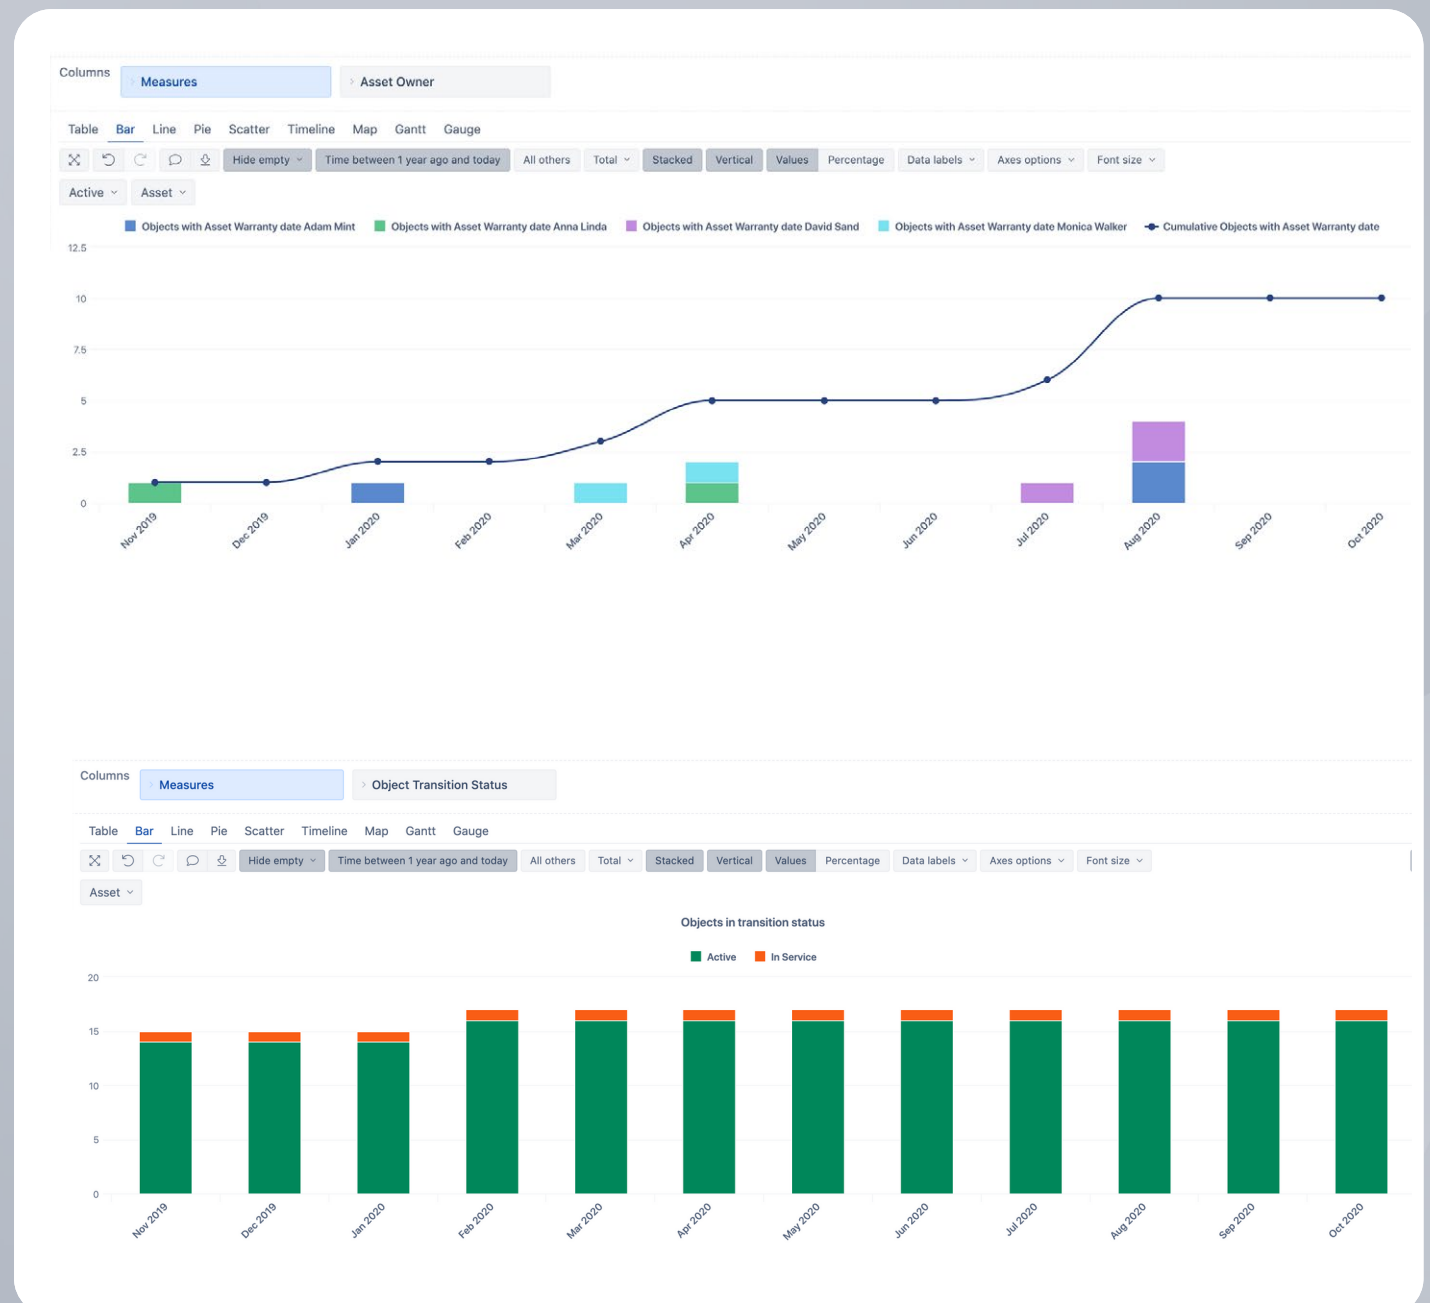 Columns Measures Asset Owner
Table Bar Line Pie Scatter Timeline Map Gantt Gauge
Hide empty Time between 1 year ago and today All others Total Stacked Vertical Values Percentage Data labels Axes options Font size
Active Asset
Objects with Asset Warranty date Adam Mint Objects with Asset Warranty date Anna Linda Objects with Asset Warranty date David Sand Objects with Asset Warranty date Monica Walker Cumulative Objects with Asset Warranty date
12.5
10
7.5
5
2.5
0
Nov 2019 Dec 2019 Jan 2020 Feb 2020 Mar 2020 Apr 2020 May 2020 Jun 2020 Jul 2020 Aug 2020 Sep 2020 Oct 2020
Columns Measures Object Transition Status
Table Bar Line Pie Scatter Timeline Map Gantt Gauge
Hide empty Time between 1 year ago and today All others Total Stacked Vertical Values Percentage Data labels Axes options Font size
Asset
Objects in transition status
Active In Service
20
15
10
5
0
Nov 2019 Dec 2019 Jan 2020 Feb 2020 Mar 2020 Apr 2020 May 2020 Jun 2020 Jul 2020 Aug 2020 Sep 2020 Oct 2020